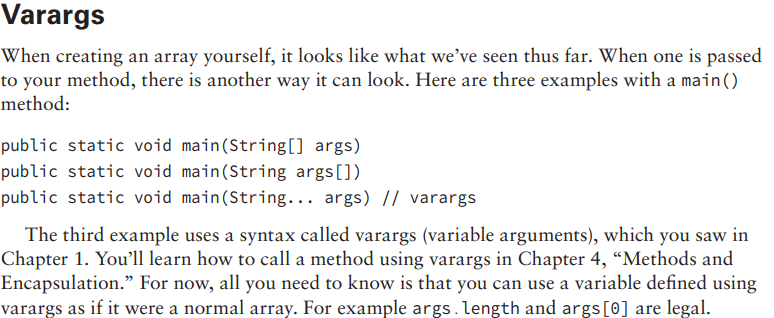 Varargs
When creating an array yourself, it looks like what we’ve seen thus far. When one is passed
to your method, there is another way it can look. Here are three examples with a main()
method:
public static void main(String[] args)
public static void main(String args[])
public static void main(String... args) // varargs
The third example uses a syntax called varargs (variable arguments), which you saw in
Chapter 1. You’ll learn how to call a method using varargs in Chapter 4, “Methods and
Encapsulation.” For now, all you need to know is that you can use a variable defined using
varargs as if it were a normal array. For example args.length and args[0] are legal.